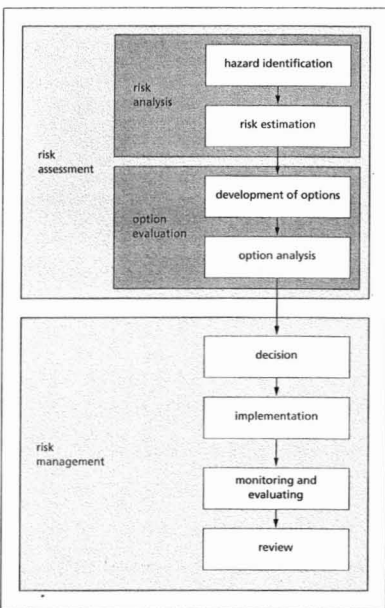 hazard identification
risk
analysis
risk estimation
risk
assessment
development of options
option
evaluation
option analysis
decision
implementation
risk
management
monitoring and
evaluating
review